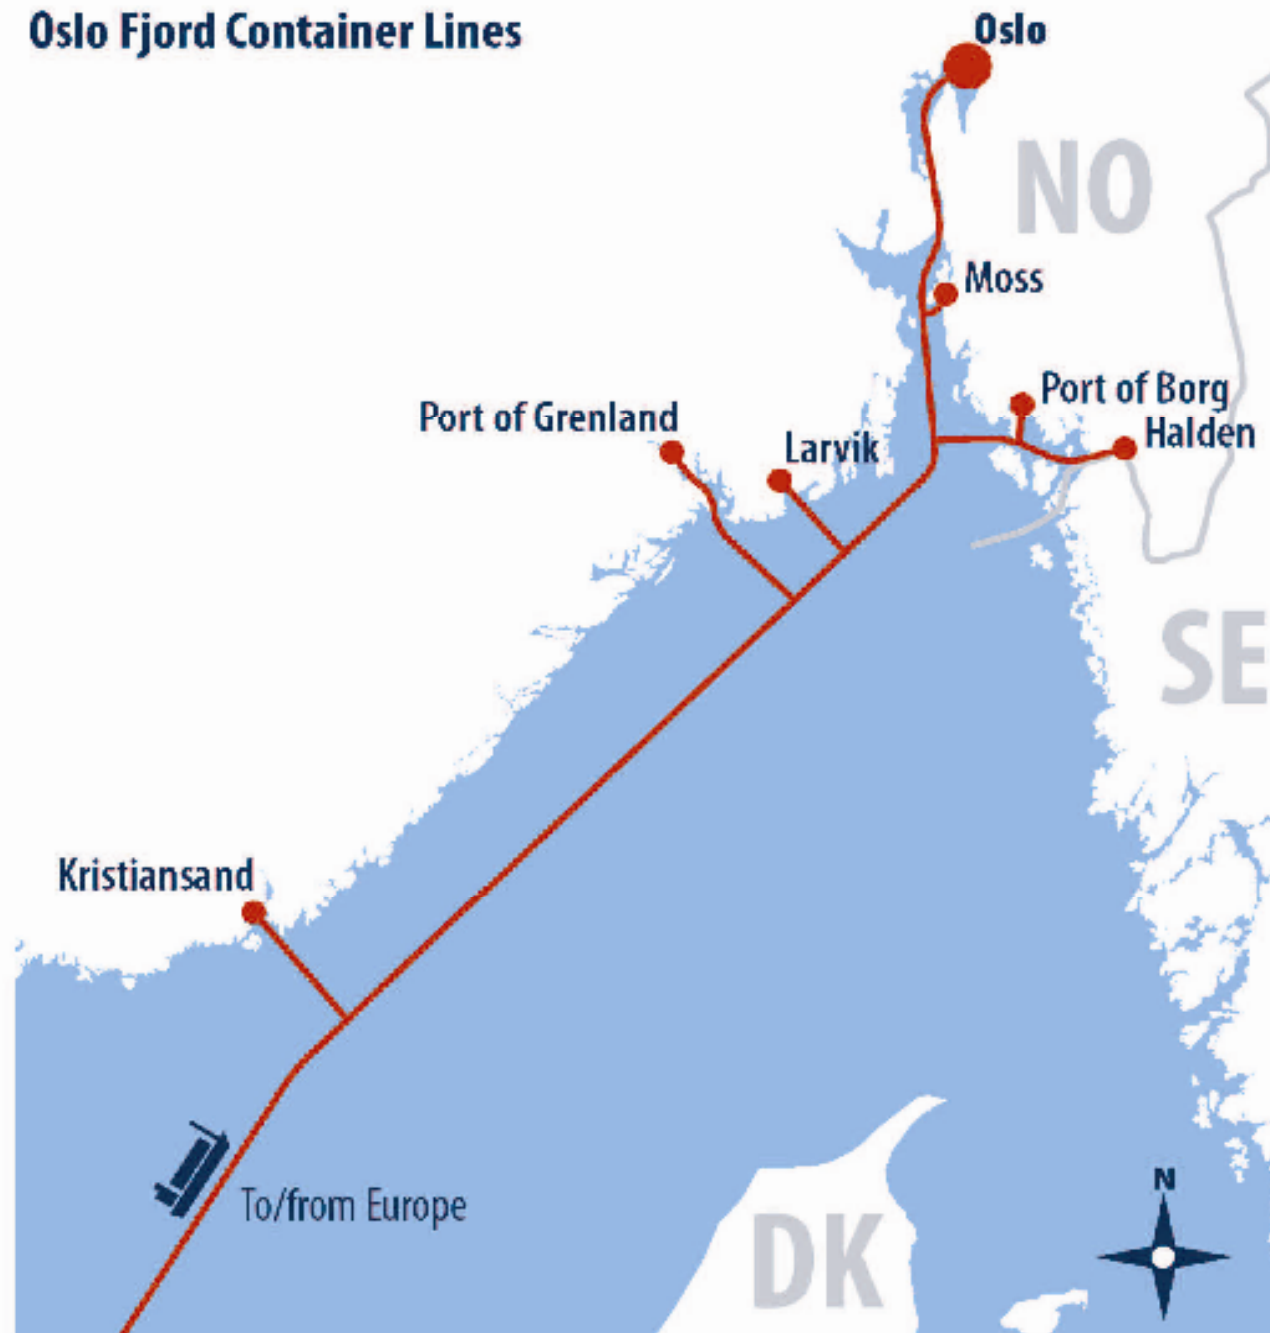 Oslo Fjord Container Lines
Oslo
NO
Moss
Port of Borg
Port of Grenland
Halden
Larvik
SE
Kristiansand
N
To/from Europe
DK